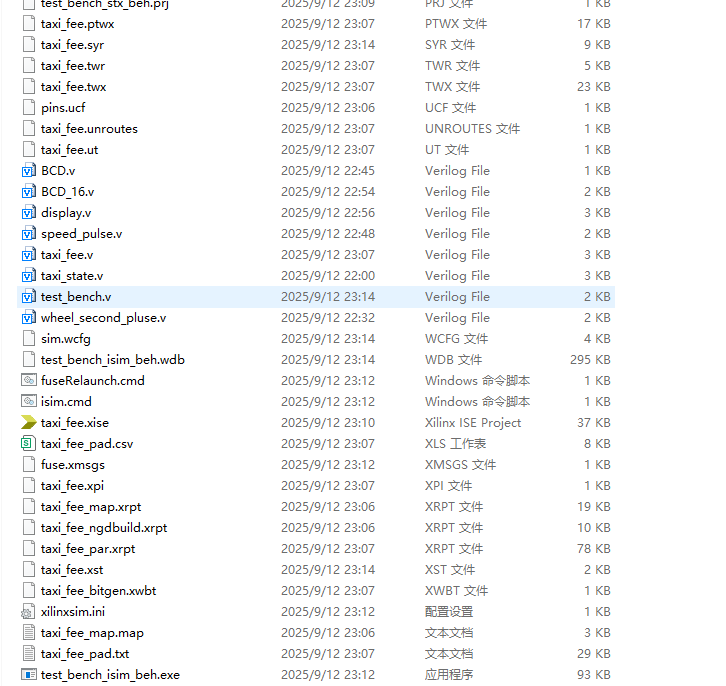 test_bench_stx_beh.prj 2025/9/12 23:09 PRJ 文件 1 KB
taxi_fee.ptwx 2025/9/12 23:07 PTWX 文件 17 KB
taxi_fee.syr 2025/9/12 23:14 SYR 文件 9 KB
taxi_fee.twr 2025/9/12 23:07 TWR 文件 5 KB
taxi_fee.twx 2025/9/12 23:07 TWX 文件 23 KB
pins.ucf 2025/9/12 23:06 UCF 文件 1 KB
taxi_fee.unroutes 2025/9/12 23:07 UNROUTES 文件 1 KB
taxi_fee.ut 2025/9/12 23:07 UT 文件 1 KB
BCD.v 2025/9/12 22:45 Verilog File 1 KB
BCD_16.v 2025/9/12 22:54 Verilog File 2 KB
display.v 2025/9/12 22:56 Verilog File 3 KB
speed_pulse.v 2025/9/12 22:48 Verilog File 2 KB
taxi_fee.v 2025/9/12 23:07 Verilog File 3 KB
taxi_state.v 2025/9/12 22:00 Verilog File 3 KB
test_bench.v 2025/9/12 23:14 Verilog File 2 KB
wheel_second_pluse.v 2025/9/12 22:32 Verilog File 2 KB
sim.wcfg 2025/9/12 23:14 WCFG 文件 4 KB
test_bench_isim_beh.wdb 2025/9/12 23:14 WDB 文件 295 KB
fuseRelaunch.cmd 2025/9/12 23:12 Windows 命令脚本 1 KB
isim.cmd 2025/9/12 23:12 Windows 命令脚本 1 KB
taxi_fee.xise 2025/9/12 23:10 Xilinx ISE Project 37 KB
taxi_fee_pad.csv 2025/9/12 23:07 XLS 工作表 8 KB
fuse.xmsgs 2025/9/12 23:12 XMSGS 文件 1 KB
taxi_fee.xpi 2025/9/12 23:07 XPI 文件 1 KB
taxi_fee_map.xrpt 2025/9/12 23:06 XRPT 文件 19 KB
taxi_fee_ngdbuild.xrpt 2025/9/12 23:06 XRPT 文件 10 KB
taxi_fee_par.xrpt 2025/9/12 23:07 XRPT 文件 78 KB
taxi_fee.xst 2025/9/12 23:14 XST 文件 2 KB
taxi_fee_bitgen.xwbt 2025/9/12 23:07 XWBT 文件 1 KB
xilinxsim.ini 2025/9/12 23:12 配置设置 1 KB
taxi_fee_map.map 2025/9/12 23:06 文本文档 3 KB
taxi_fee_pad.txt 2025/9/12 23:07 文本文档 29 KB
test_bench_isim_beh.exe 2025/9/12 23:12 应用程序 93 KB